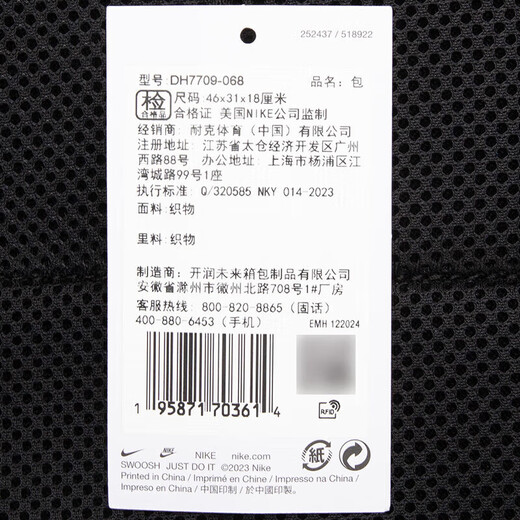 252437 / 518922
型号 DH7709-068 品名：包
检 合格品 尺码 46x31x18厘米
合格证 美国NIKE公司监制
经销商： 耐克体育（中国）有限公司
注册地址： 江苏省太仓经济开发区广州
西路88号 办公地址：上海市杨浦区江
湾城路99号1座
执行标准：Q/320585 NKY 014-2023
面料：织物
里料：织物
制造商：开润未来箱包制品有限公司
安徽省滁州市徽州北路708号1#厂房
客服热线： 800-820-8865（固话）
400-880-6453（手机） EMH 122024
1 95871 70361 4
RFID
紙
NIKE nike.com
SWOOSH JUST DO IT ©2023 Nike
Printed in China / Imprimé en Chine / Impresso na China /
Impreso en China / 中国印制 / 於中國印製。